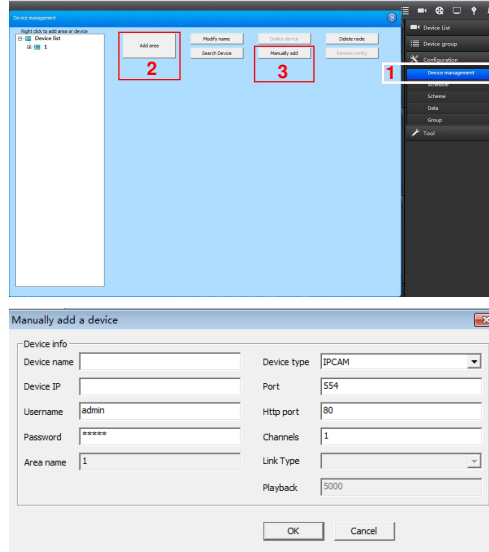 Device management
Right click to add area or device
Device list
1
Add area
2
Modify name
Delete device
Delete node
Search Device
Manually add
Remote config
3
Device List
Device group
Configuration
1
Device management
Schedule
Scheme
Data
Group
Tool
Manually add a device
Device info
Device name
Device type IPCAM
Device IP
Port 554
Username admin
Http port 80
Password *****
Channels 1
Area name 1
Link Type
Playback 5000
OK Cancel